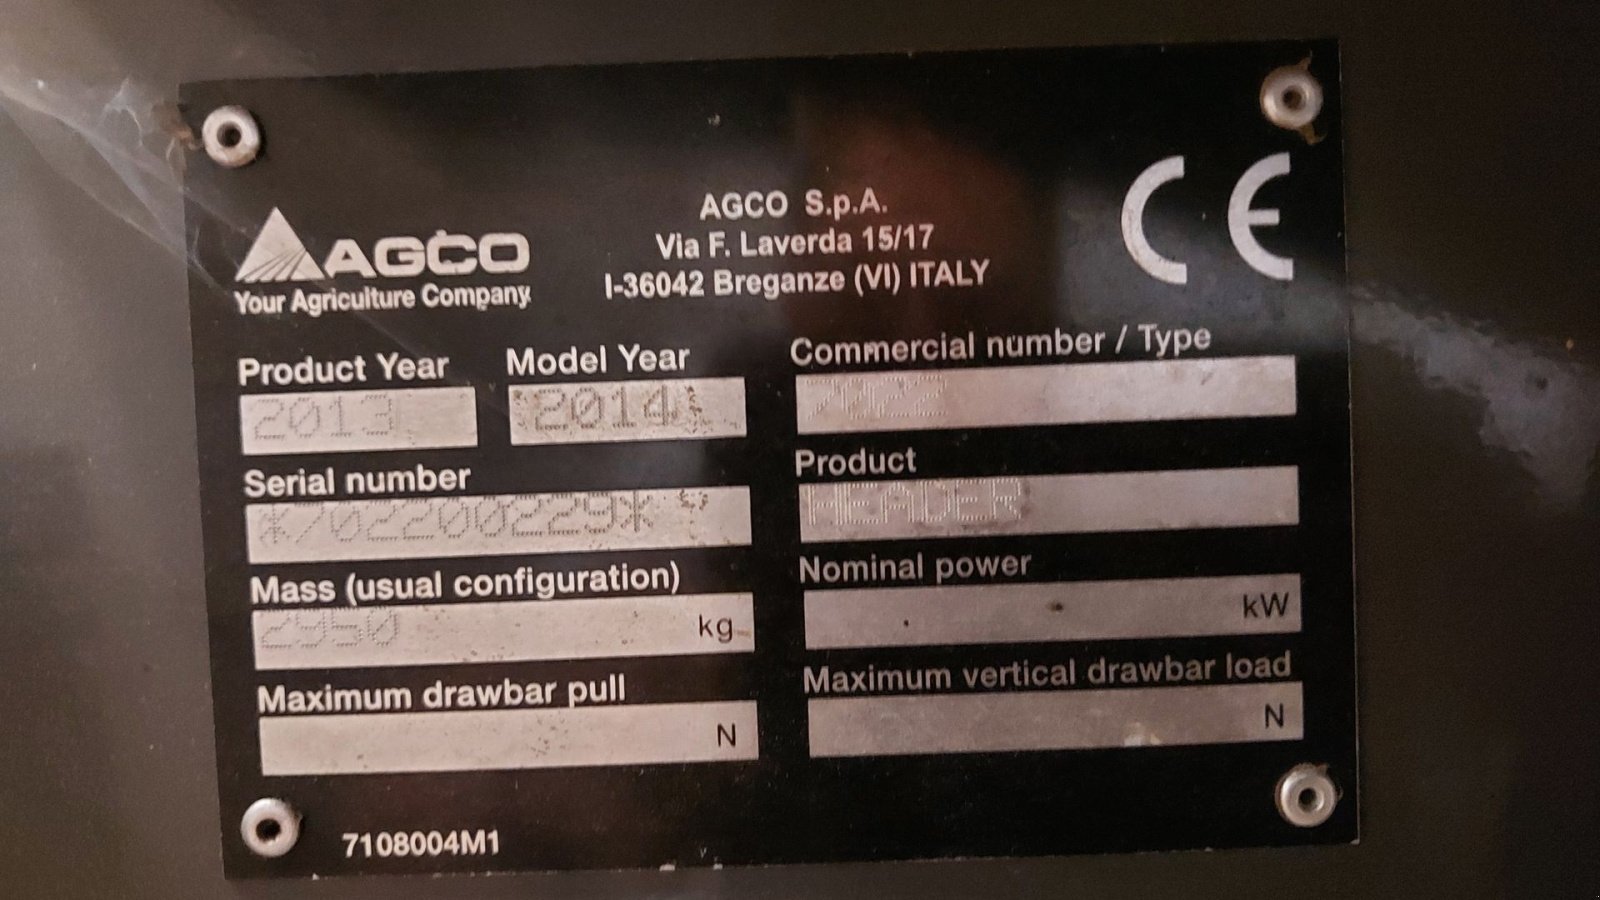 AGCO
Your Agriculture Company
AGCO S.p.A.
Via F. Laverda 15/17
I-36042 Breganze (VI) ITALY
CE
Product Year
2013
Model Year
2014
Commercial number / Type
7022
Serial number
*702200229*
Product
HEADER
Mass (usual configuration)
2950 kg
Nominal power
kW
Maximum drawbar pull
N
Maximum vertical drawbar load
N
7108004M1